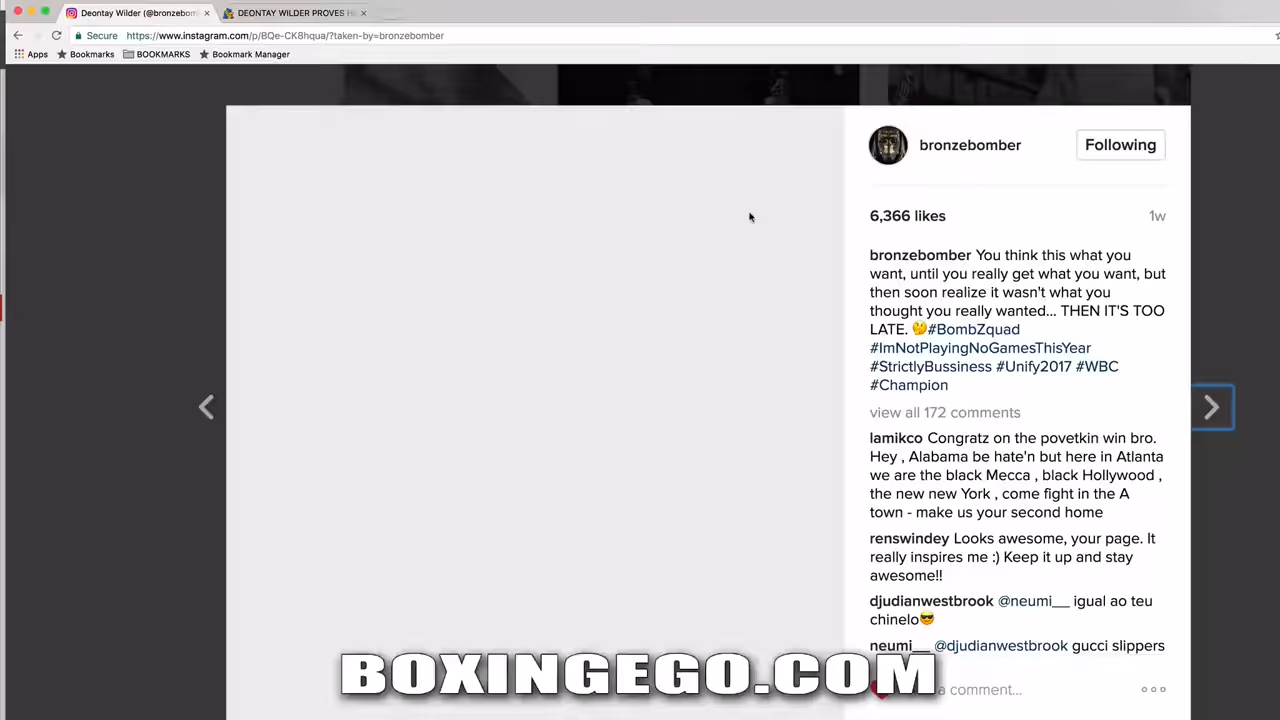 Deontay Wilder (@bronzebom
DEONTAY WILDER PROVES H
Secure https://www.instagram.com/p/BQe-CK8hqua/?taken-by=bronzebomber
Apps Bookmarks BOOKMARKS Bookmark Manager
bronzebomber Following
6,366 likes 1w
bronzebomber You think this what you
want, until you really get what you want, but
then soon realize it wasn't what you
thought you really wanted... THEN IT'S TOO
LATE. 🤔#BombZquad
#ImNotPlayingNoGamesThisYear
#StrictlyBussiness #Unify2017 #WBC
#Champion
view all 172 comments
lamikco Congratz on the povetkin win bro.
Hey , Alabama be hate'n but here in Atlanta
we are the black Mecca , black Hollywood ,
the new new York , come fight in the A
town - make us your second home
renswindey Looks awesome, your page. It
really inspires me :) Keep it up and stay
awesome!!
djudianwestbrook @neumi__ igual ao teu
chinelo😎
neumi__ @djudianwestbrook gucci slippers
a comment...
BOXINGEGO.COM